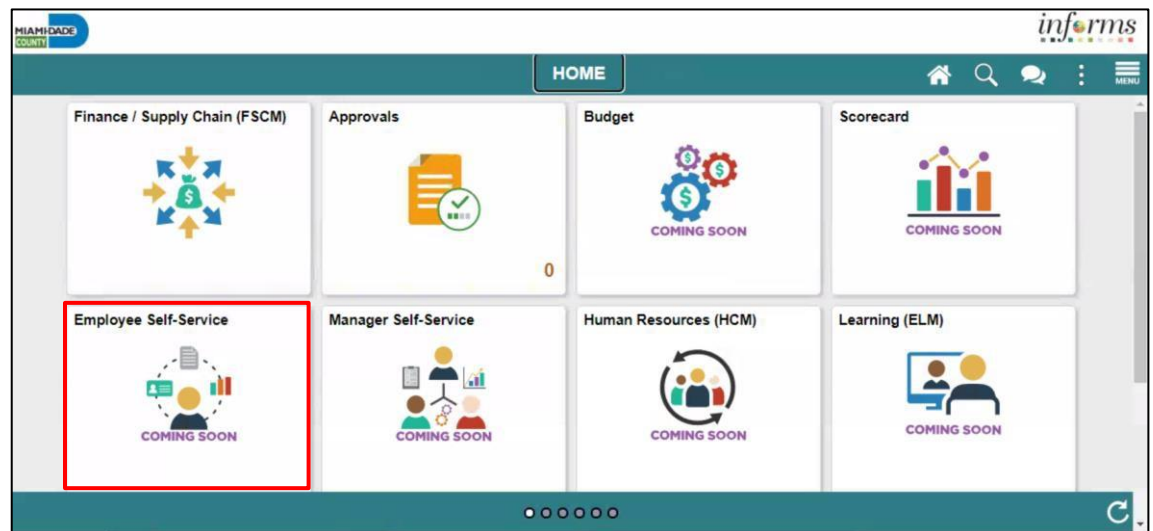 MIAMI-DADE
COUNTY
informs
HOME
MENU
Finance / Supply Chain (FSCM)
Approvals
Budget
Scorecard
$
$
$
$
COMING SOON
COMING SOON
0
Employee Self-Service
Manager Self-Service
Human Resources (HCM)
Learning (ELM)
COMING SOON
COMING SOON
COMING SOON
COMING SOON